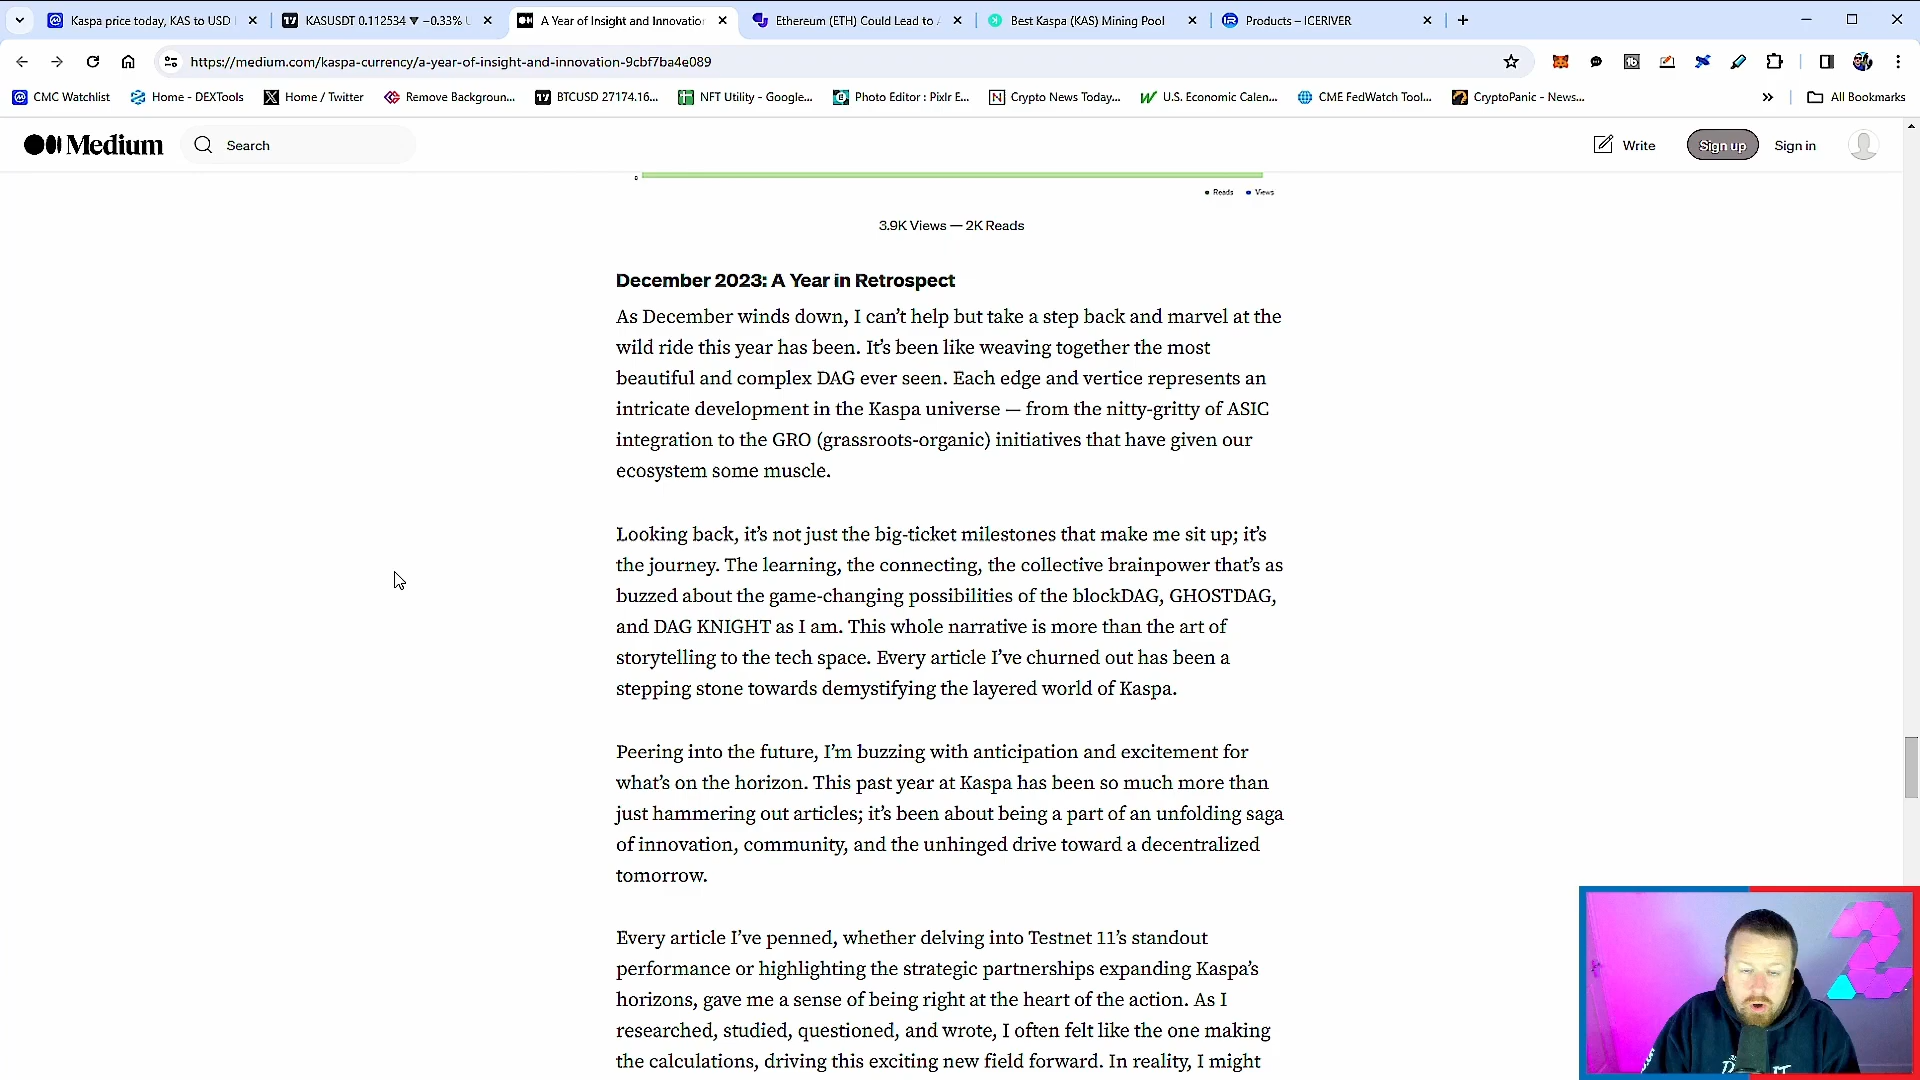 Kaspa price today, KAS to USD
KASUSDT 0.112534 ▼ −0.33%
A Year of Insight and Innovation
Ethereum (ETH) Could Lead to
Best Kaspa (KAS) Mining Pool
Products – ICERIVER
https://medium.com/kaspa-currency/a-year-of-insight-and-innovation-9cbf7ba4e089
CMC Watchlist
Home - DEXTools
Home / Twitter
Remove Backgroun...
BTCUSD 27174.16...
NFT Utility - Google...
Photo Editor : Pixlr E...
Crypto News Today...
U.S. Economic Calen...
CME FedWatch Tool...
CryptoPanic - News...
All Bookmarks
Medium
Search
Write
Sign up
Sign in
0
Reads Views
3.9K Views — 2K Reads
December 2023: A Year in Retrospect
As December winds down, I can’t help but take a step back and marvel at the
wild ride this year has been. It’s been like weaving together the most
beautiful and complex DAG ever seen. Each edge and vertice represents an
intricate development in the Kaspa universe — from the nitty-gritty of ASIC
integration to the GRO (grassroots-organic) initiatives that have given our
ecosystem some muscle.
Looking back, it’s not just the big-ticket milestones that make me sit up; it’s
the journey. The learning, the connecting, the collective brainpower that’s as
buzzed about the game-changing possibilities of the blockDAG, GHOSTDAG,
and DAG KNIGHT as I am. This whole narrative is more than the art of
storytelling to the tech space. Every article I’ve churned out has been a
stepping stone towards demystifying the layered world of Kaspa.
Peering into the future, I’m buzzing with anticipation and excitement for
what’s on the horizon. This past year at Kaspa has been so much more than
just hammering out articles; it’s been about being a part of an unfolding saga
of innovation, community, and the unhinged drive toward a decentralized
tomorrow.
Every article I’ve penned, whether delving into Testnet 11’s standout
performance or highlighting the strategic partnerships expanding Kaspa’s
horizons, gave me a sense of being right at the heart of the action. As I
researched, studied, questioned, and wrote, I often felt like the one making
the calculations, driving this exciting new field forward. In reality, I might